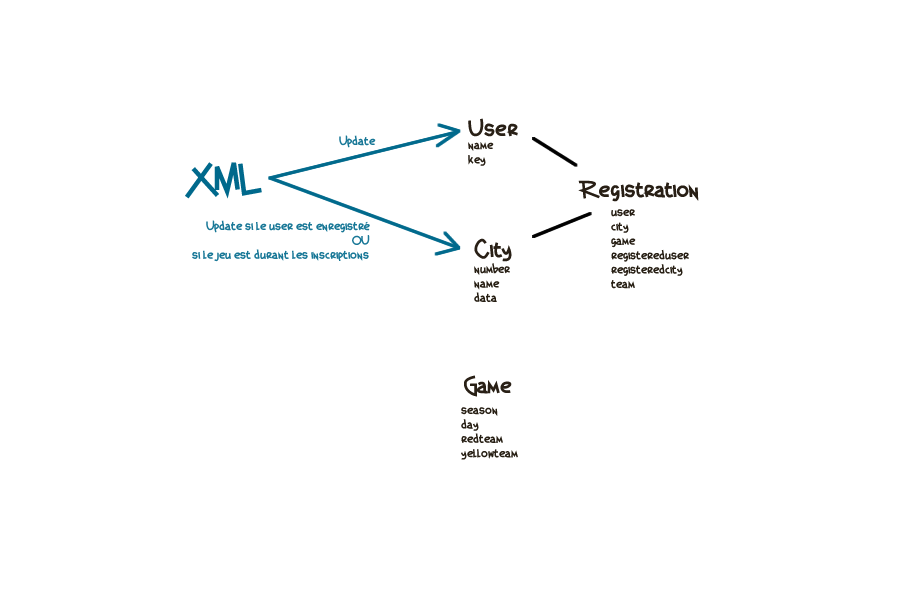 XML
Update
Update si le user est enregistré
OU
si le jeu est durant les inscriptions
User
name
key
City
number
name
data
Registration
user
city
game
registereduser
registeredcity
team
Game
season
day
redteam
yellowteam